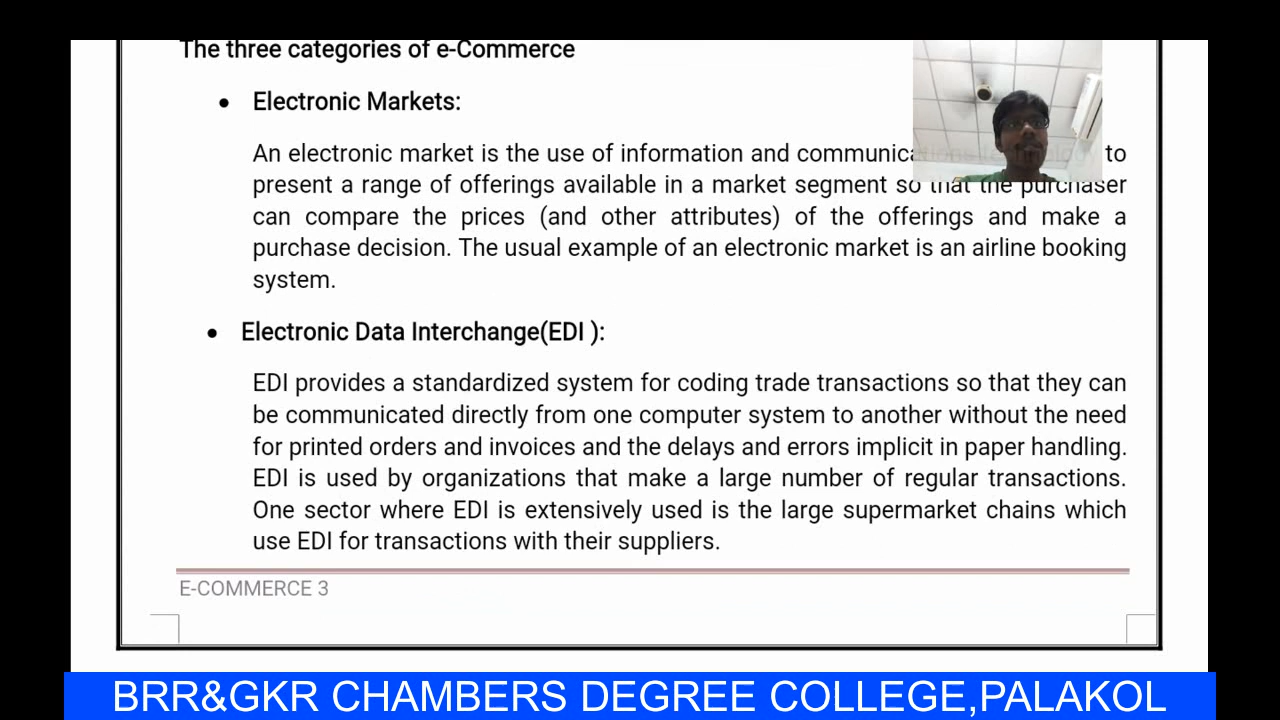 The three categories of e-Commerce
• Electronic Markets:
An electronic market is the use of information and communications technology to
present a range of offerings available in a market segment so that the purchaser
can compare the prices (and other attributes) of the offerings and make a
purchase decision. The usual example of an electronic market is an airline booking
system.
• Electronic Data Interchange(EDI ):
EDI provides a standardized system for coding trade transactions so that they can
be communicated directly from one computer system to another without the need
for printed orders and invoices and the delays and errors implicit in paper handling.
EDI is used by organizations that make a large number of regular transactions.
One sector where EDI is extensively used is the large supermarket chains which
use EDI for transactions with their suppliers.
E-COMMERCE 3
BRR&GKR CHAMBERS DEGREE COLLEGE,PALAKOL